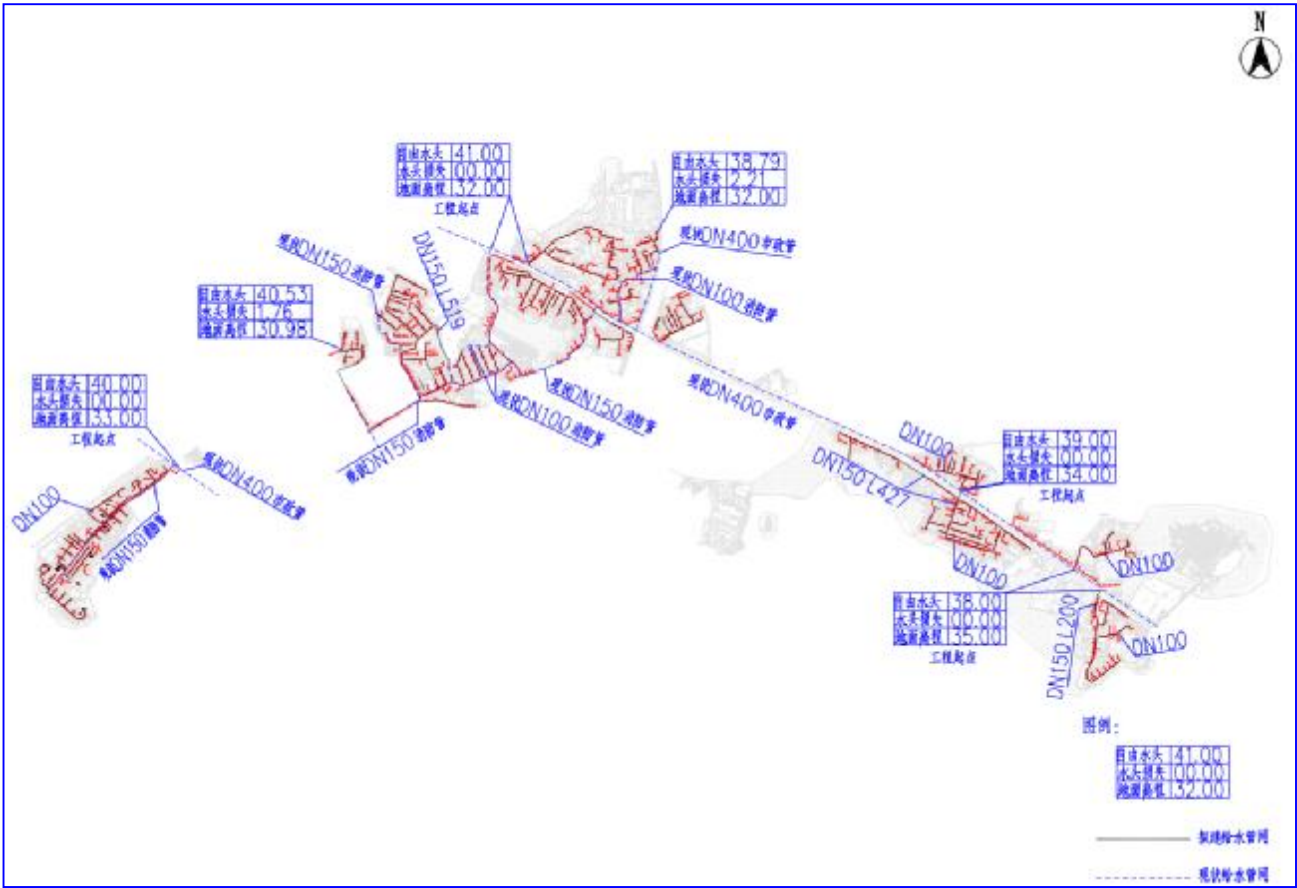 N
自由水头 41.00
水头损失 00.00
地面高程 32.00
工程起点
自由水头 38.79
水头损失 2.21
地面高程 32.00
现状DN400市政管
现状DN150消防管
DN150 L519
现状DN100消防管
自由水头 40.53
水头损失 1.76
地面高程 30.98
自由水头 40.00
水头损失 00.00
地面高程 33.00
工程起点
现状DN400市政管
DN100
现状DN150消防管
现状DN150消防管
现状DN100消防管
现状DN150消防管
现状DN400市政管
DN100
DN150 L427
自由水头 39.00
水头损失 00.00
地面高程 34.00
工程起点
DN100
DN100
自由水头 38.00
水头损失 00.00
地面高程 35.00
工程起点
DN150 L200
DN100
图例：
自由水头 41.00
水头损失 00.00
地面高程 32.00
拟建给水管网
现状给水管网